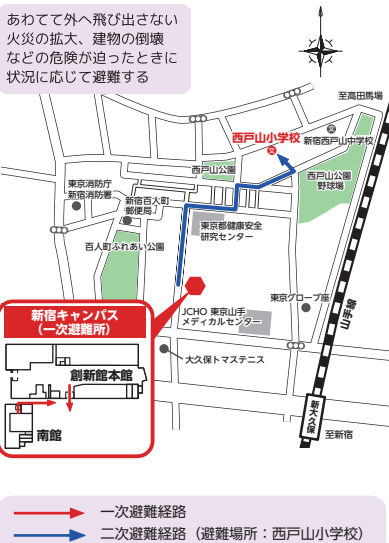 あわてて外へ飛び出さない
火災の拡大、建物の倒壊
などの危険が迫ったときに
状況に応じて避難する
至高田馬場
西戸山小学校
文
文
新宿西戸山中学校
西戸山公園
西戸山公園
野球場
東京消防庁
新宿消防署
新宿百人町
郵便局
東京都健康安全
研究センター
百人町ふれあい公園
東京グローブ座
山手線
新宿キャンパス
(一次避難所)
JCHO 東京山手
メディカルセンター
大久保トマステニス
創新館本館
南館
新大久保
至新宿
一次避難経路
二次避難経路(避難場所:西戸山小学校)